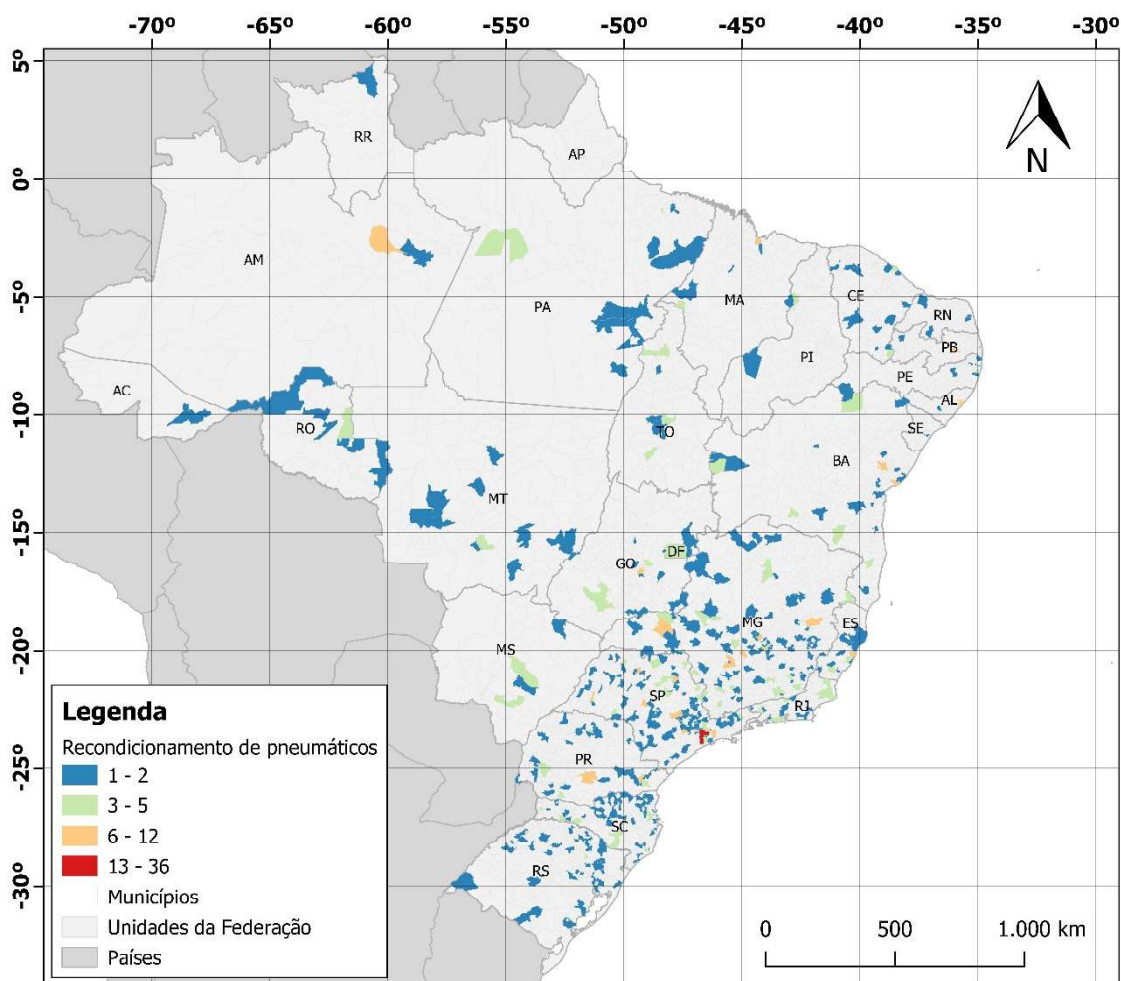 -70º -65º -60º -55º -50º -45º -40º -35º -30º
5º
0º
-5º
-10º
-15º
-20º
-25º
-30º
N
RR
AP
AM
PA
MA
CE
RN
PB
PI
PE
AC
AL
SE
RO
TO
BA
MT
DF
GO
MG
ES
MS
SP
RJ
PR
SC
RS
Legenda
Recondicionamento de pneumáticos
1 - 2
3 - 5
6 - 12
13 - 36
Municípios
Unidades da Federação
Países
0 500 1.000 km